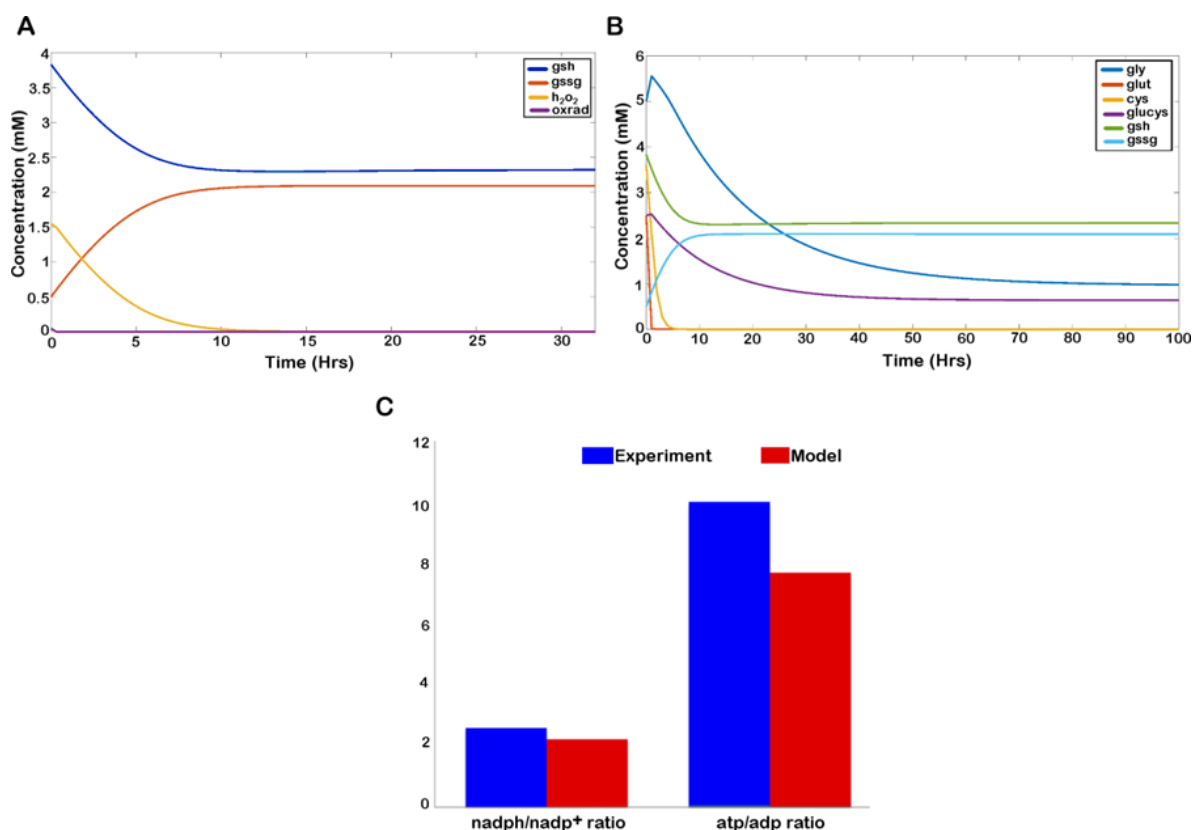 A
4
3.5
3
2.5
2
1.5
1
0.5
0
Concentration (mM)
gsh
gssg
h₂o₂
oxrad
0 5 10 15 20 25 30
Time (Hrs)
B
6
5
4
3
2
1
0
Concentration (mM)
gly
glut
cys
glucys
gsh
gssg
0 10 20 30 40 50 60 70 80 90 100
Time (Hrs)
C
12
10
8
6
4
2
0
Experiment Model
nadph/nadp⁺ ratio atp/adp ratio